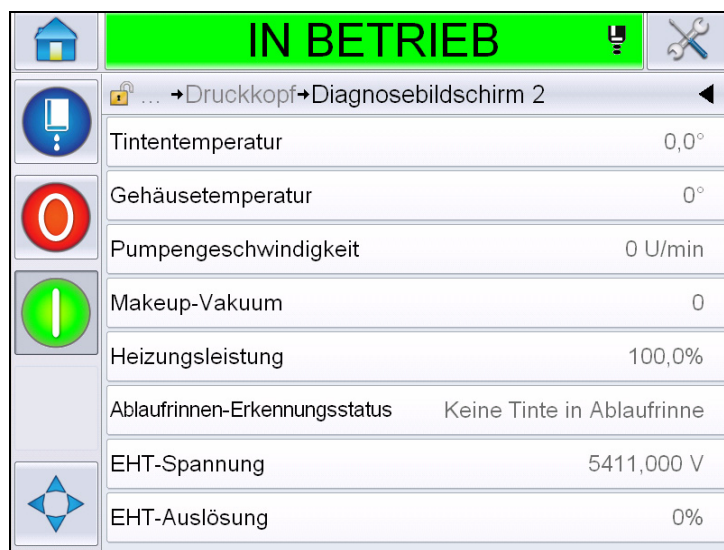 IN BETRIEB
... →Druckkopf→Diagnosebildschirm 2
Tintentemperatur 0,0°
Gehäusetemperatur 0°
Pumpengeschwindigkeit 0 U/min
Makeup-Vakuum 0
Heizungsleistung 100,0%
Ablaufrinnen-Erkennungsstatus Keine Tinte in Ablaufrinne
EHT-Spannung 5411,000 V
EHT-Auslösung 0%